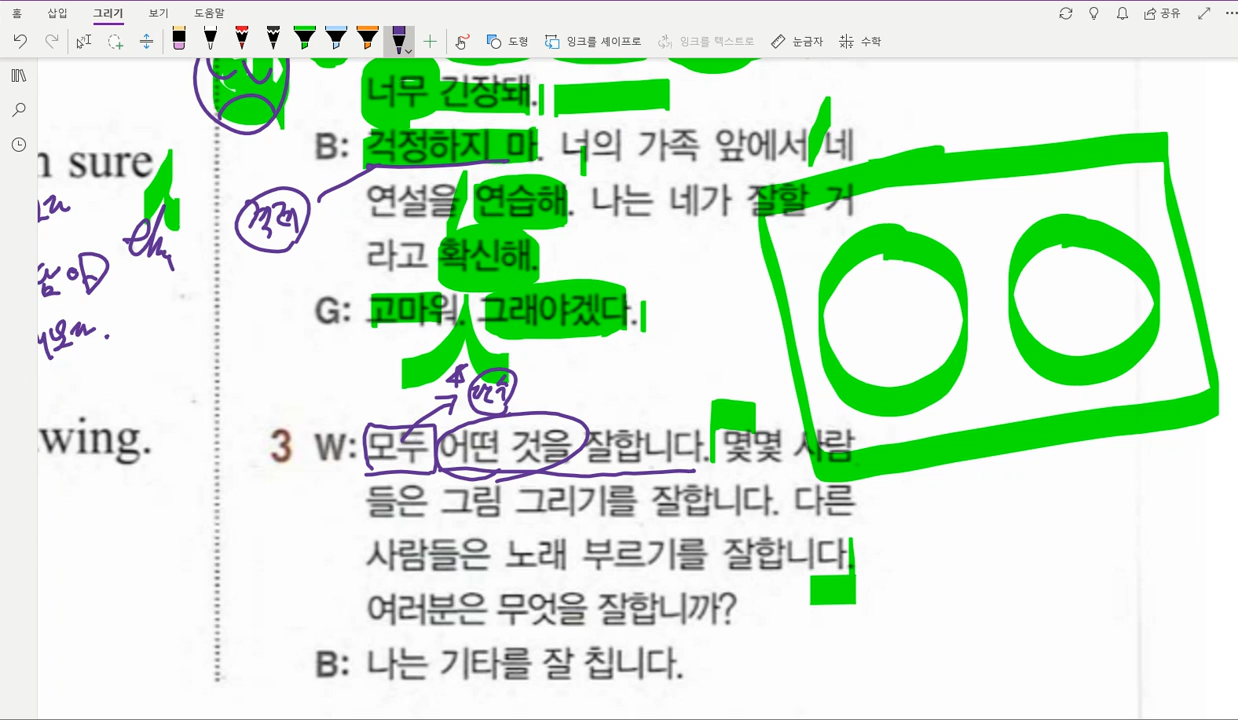 홈 삽입 그리기 보기 도움말 공유
도형 잉크를 셰이프로 잉크를 텍스트로 눈금자 수학
너무 긴장돼.
sure B: 걱정하지 마. 너의 가족 앞에서 네
연설을 연습해. 나는 네가 잘할 거
라고 확신해.
G: 고마워. 그래야겠다.
단수
wing. 3 W: 모두 어떤 것을 잘합니다. 몇몇 사람
들은 그림 그리기를 잘합니다. 다른
사람들은 노래 부르기를 잘합니다.
여러분은 무엇을 잘합니까?
B: 나는 기타를 잘 칩니다.